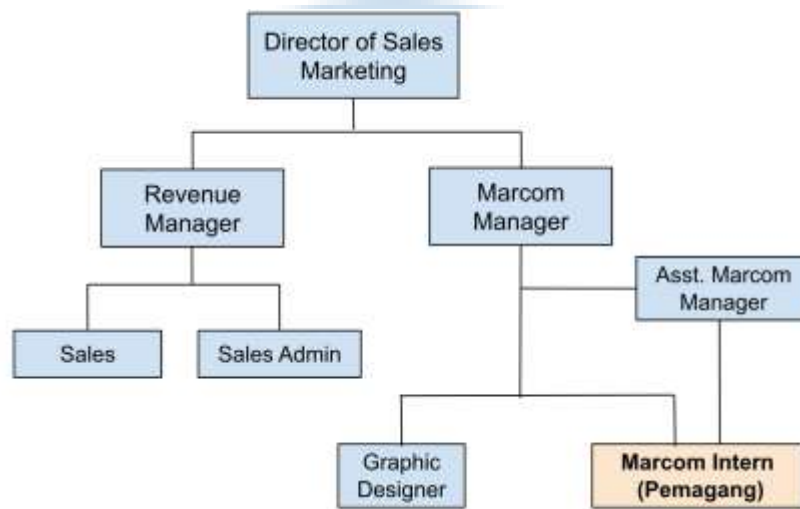 Director of Sales
Marketing
Revenue
Manager
Marcom
Manager
Asst. Marcom
Manager
Sales
Sales Admin
Graphic
Designer
Marcom Intern
(Pemagang)